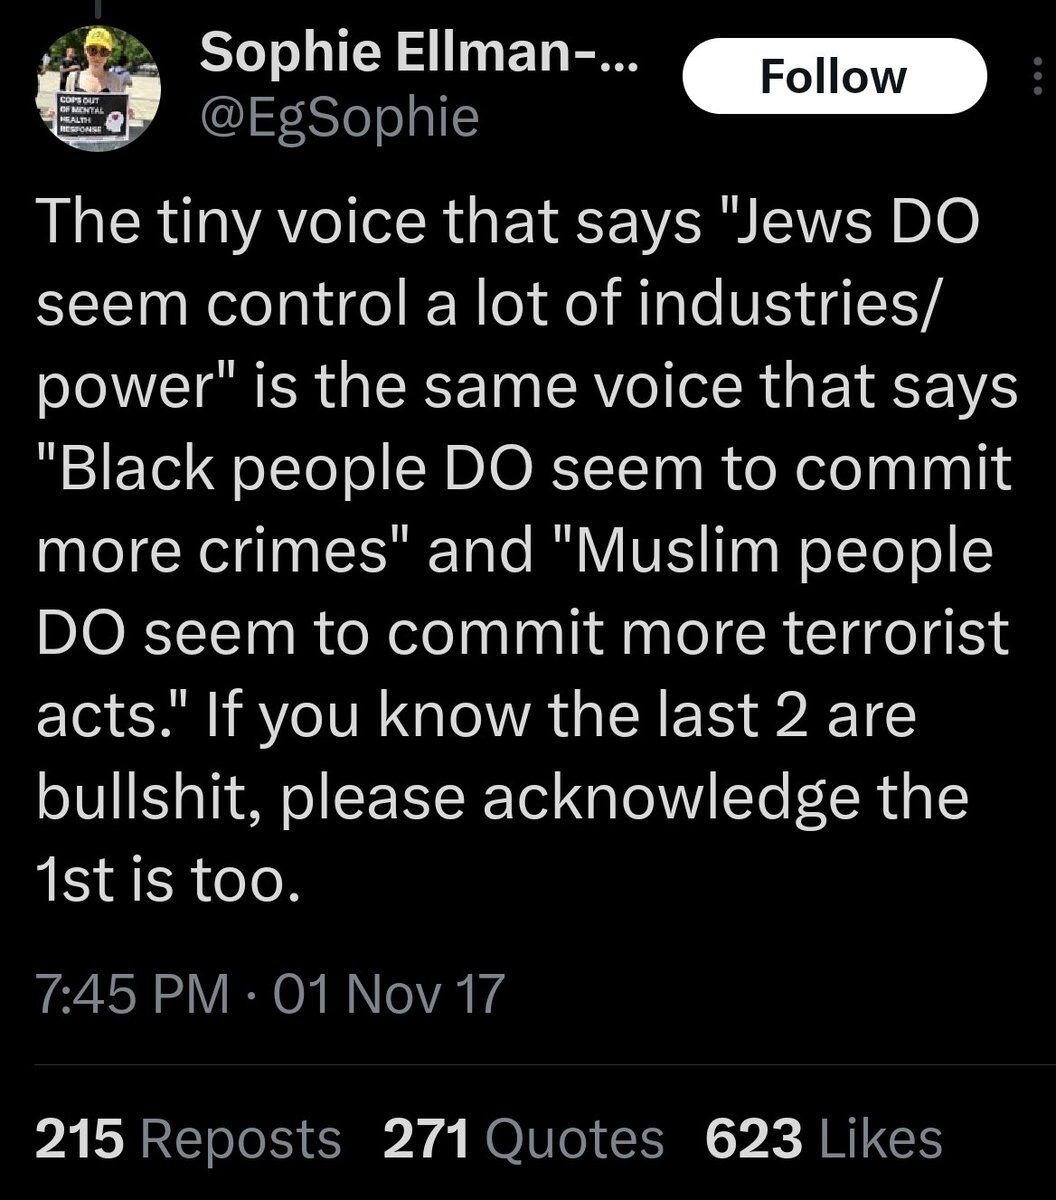 Sophie Ellman-...
Follow
@EgSophie
COPS OUT
OF MENTAL
HEALTH
RESPONSE
The tiny voice that says "Jews DO
seem control a lot of industries/
power" is the same voice that says
"Black people DO seem to commit
more crimes" and "Muslim people
DO seem to commit more terrorist
acts." If you know the last 2 are
bullshit, please acknowledge the
1st is too.
7:45 PM · 01 Nov 17
215 Reposts 271 Quotes 623 Likes